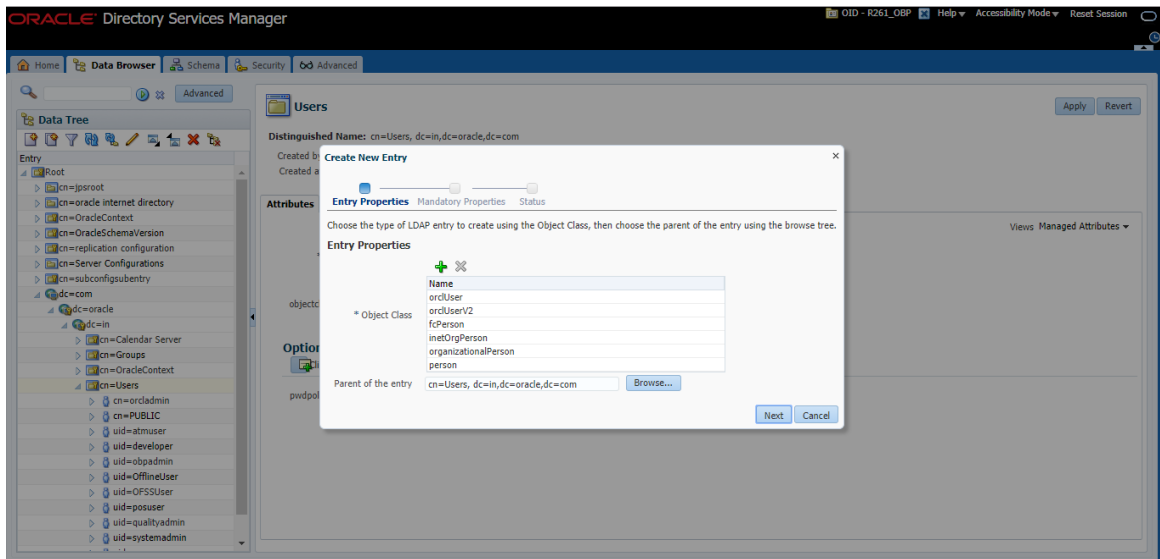 ORACLE Directory Services Manager
OID - R261_OBP Help Accessibility Mode Reset Session
Home Data Browser Schema Security Advanced
Advanced
Data Tree
Entry
Root
cn=jpsroot
cn=oracle internet directory
cn=OracleContext
cn=OracleSchemaVersion
cn=replication configuration
cn=Server Configurations
cn=subconfigsubentry
dc=com
dc=oracle
dc=in
cn=Calendar Server
cn=Groups
cn=OracleContext
cn=Users
cn=orcladmin
cn=PUBLIC
uid=atmuser
uid=developer
uid=obpadmin
uid=OfflineUser
uid=OFSSUser
uid=posuser
uid=qualityadmin
uid=systemadmin
Users
Apply Revert
Distinguished Name: cn=Users, dc=in,dc=oracle,dc=com
Created b
Created a
Attributes
Views Managed Attributes
objectc
Option
Cli
pwdpol
Create New Entry
Entry Properties Mandatory Properties Status
Choose the type of LDAP entry to create using the Object Class, then choose the parent of the entry using the browse tree.
Entry Properties
Name
* Object Class
orclUser
orclUserV2
fcPerson
inetOrgPerson
organizationalPerson
person
Parent of the entry cn=Users, dc=in,dc=oracle,dc=com Browse...
Next Cancel